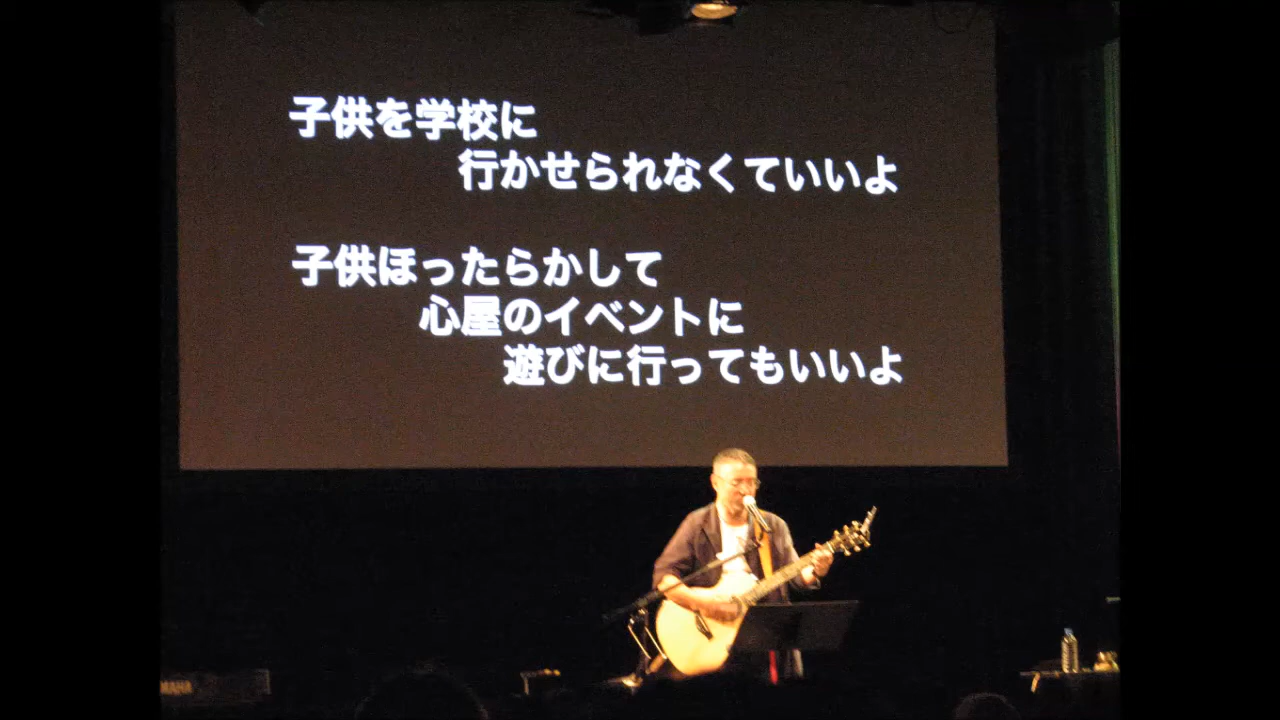 子供を学校に
行かせられなくていいよ
子供ほったらかして
心屋のイベントに
遊びに行ってもいいよ
YAMAHA